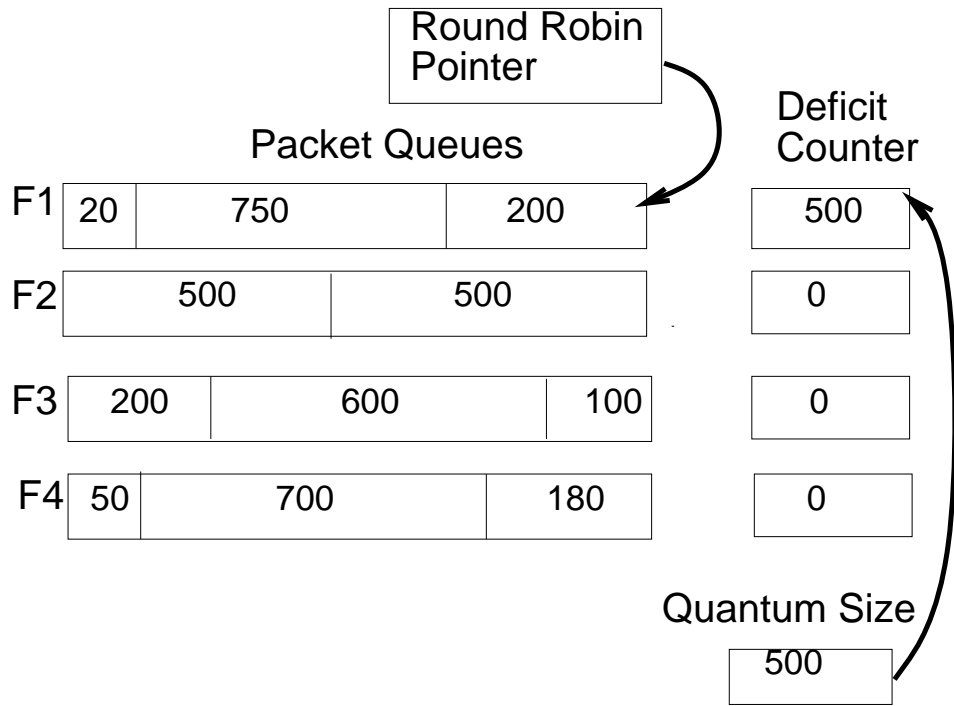 Round Robin
Pointer
Deficit
Counter
Packet Queues
F1 20 750 200 500
F2 500 500 0
F3 200 600 100 0
F4 50 700 180 0
Quantum Size
500